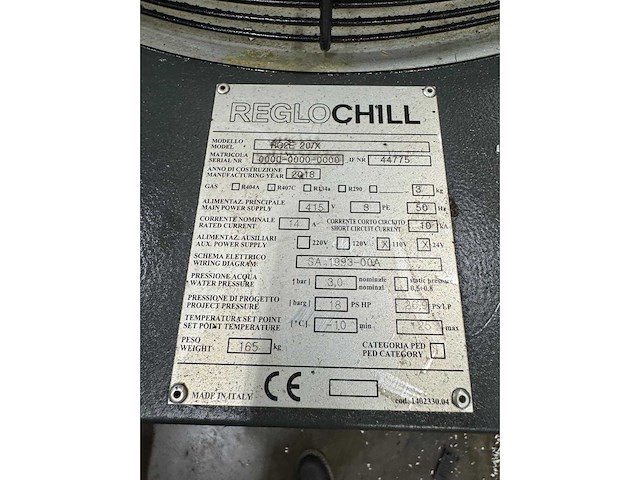 REGLOCHILL
MODELLO
MODEL 20/X
MATRICOLA
SERIAL NR 0000-0000-0000 .IF NR 44775
ANNO DI COSTRUZIONE
MANUFACTURING YEAR 2018
GAS R404A R407C R134a R290 3 kg
ALIMENTAZ. PRINCIPALE
MAIN POWER SUPPLY 415 V 3 PE 50 Hz
CORRENTE NOMINALE
RATED CURRENT 14 A
CORRENTE CORTO CIRCUITO
SHORT CIRCUIT CURRENT 10 kA
ALIMENTAZ. AUSILIARI
AUX. POWER SUPPLY 220V 120V X 110V X 24V
SCHEMA ELETTRICO
WIRING DIAGRAM SA 1993-00A
PRESSIONE ACQUA
WATER PRESSURE [bar] 3,0 nominale
nominal static pressure
0,5÷0,8
PRESSIONE DI PROGETTO
PROJECT PRESSURE [barg] 18 PS HP PS LP
TEMPERATURA SET POINT
SET POINT TEMPERATURE [°C] -10 min max
PESO
WEIGHT 165 kg
CATEGORIA PED
PED CATEGORY
MADE IN ITALY CE cod. 1402330.04